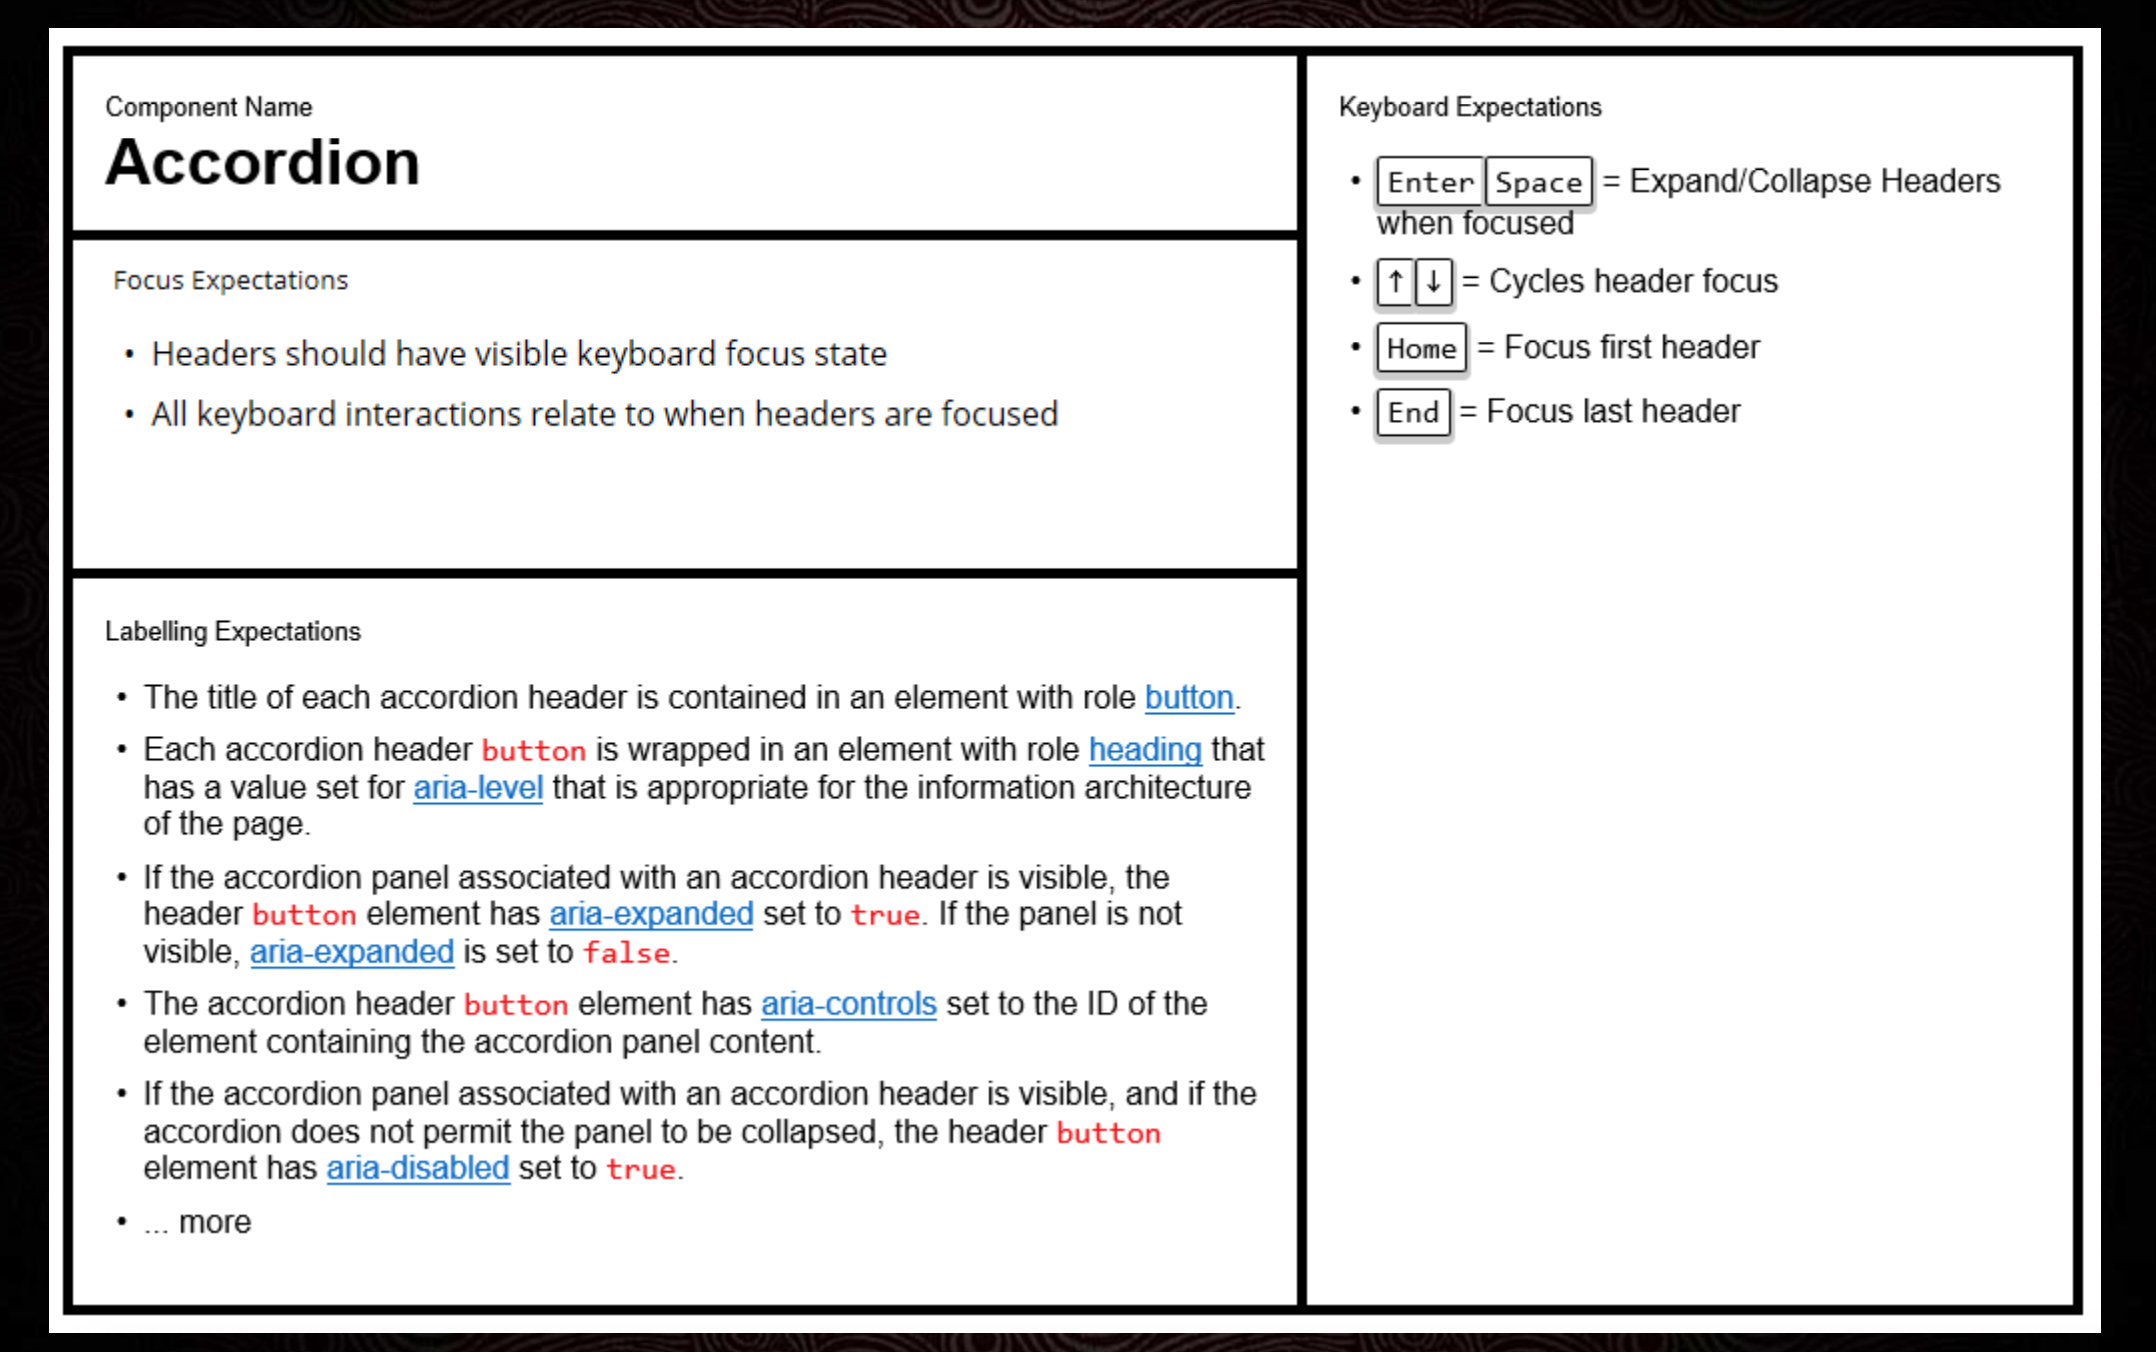 Component Name
Accordion
Focus Expectations
• Headers should have visible keyboard focus state
• All keyboard interactions relate to when headers are focused
Labelling Expectations
• The title of each accordion header is contained in an element with role button.
• Each accordion header button is wrapped in an element with role heading that
has a value set for aria-level that is appropriate for the information architecture
of the page.
• If the accordion panel associated with an accordion header is visible, the
header button element has aria-expanded set to true. If the panel is not
visible, aria-expanded is set to false.
• The accordion header button element has aria-controls set to the ID of the
element containing the accordion panel content.
• If the accordion panel associated with an accordion header is visible, and if the
accordion does not permit the panel to be collapsed, the header button
element has aria-disabled set to true.
• ... more
Keyboard Expectations
• Enter Space = Expand/Collapse Headers
when focused
• ↑ ↓ = Cycles header focus
• Home = Focus first header
• End = Focus last header